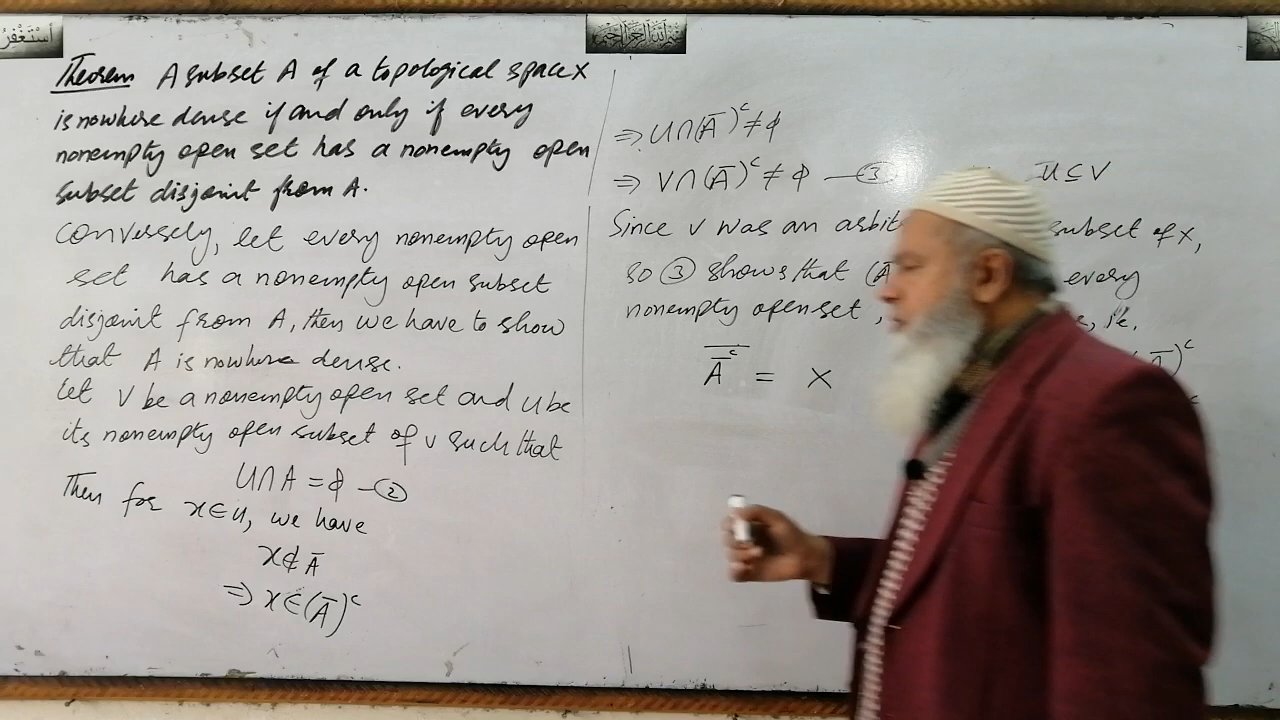 أستغفر
Theorem A subset A of a topological space X
is nowhere dense if and only if every
nonempty open set has a nonempty open
subset disjoint from A.
Conversely, let every nonempty open
set has a nonempty open subset
disjoint from A, then we have to show
that A is nowhere dense.
Let V be a nonempty open set and U be
its nonempty open subset of V such that
U∩A = ϕ —②
Then for x∈U, we have
x∉Ā
⇒ x∈(Ā)ᶜ
⇒ U∩(Ā)ᶜ ≠ ϕ
⇒ V∩(Ā)ᶜ ≠ ϕ —③ U⊆V
Since V was an arbit subset of X,
so ③ shows that (A every
nonempty open set, i.e.
$\overline{\overline{A}^c}$ = X Ā)ᶜ